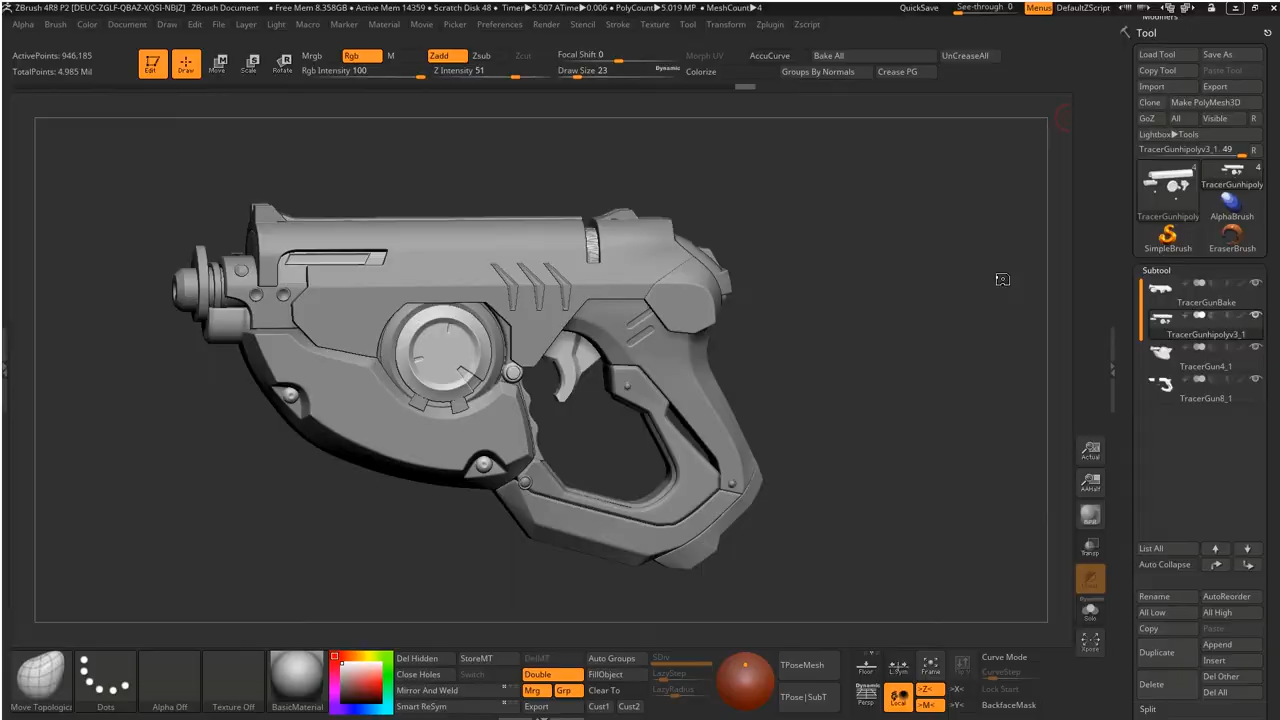 ZBrush 4R8 P2 [DEUC-ZGLF-QBAZ-XQSI-NBJZ] ZBrush Document • Free Mem 8.358GB • Active Mem 14359 • Scratch Disk 48 • Timer▶5.507 ATime▶0.006 • PolyCount▶5.019 MP • MeshCount▶4 QuickSave See-through 0 Menus DefaultZScript
Alpha Brush Color Document Draw Edit File Layer Light Macro Marker Material Movie Picker Preferences Render Stencil Stroke Texture Tool Transform Zplugin Zscript
ActivePoints: 946,185
TotalPoints: 4.985 Mil
Edit Draw Move Scale Rotate
Mrgb Rgb M
Rgb Intensity 100
Zadd Zsub Zcut
Z Intensity 51
Focal Shift 0
Draw Size 23 Dynamic
Morph UV
Colorize
AccuCurve Bake All UnCreaseAll
Groups By Normals Crease PG
Tool
Load Tool Save As
Copy Tool Paste Tool
Import Export
Clone Make PolyMesh3D
GoZ All Visible R
Lightbox▶Tools
TracerGunhipolyv3_1. 49 R
4 4
TracerGunhipoly
TracerGunhipoly
AlphaBrush
SimpleBrush EraserBrush
Subtool
TracerGunBake
TracerGunhipolyv3_1
TracerGun4_1
TracerGun8_1
List All
Auto Collapse
Rename AutoReorder
All Low All High
Copy Paste
Duplicate Append
Insert
Delete Del Other
Del All
Split
Actual
AAHalf
Transp
Dynamic
Solo
Xpose
Move Topologic
Dots
Alpha Off
Texture Off
BasicMaterial
Del Hidden StoreMT DelMT Auto Groups SDiv
Close Holes Switch Double FillObject LazyStep
Mirror And Weld Mrg Grp Clear To LazyRadius
Smart ReSym Export Cust1 Cust2
TPoseMesh
TPose|SubT
Floor L.Sym Frame
Persp Local >Z< >X<
>M< >Y<
Curve Mode
CurveStep
Lock Start
BackfaceMask